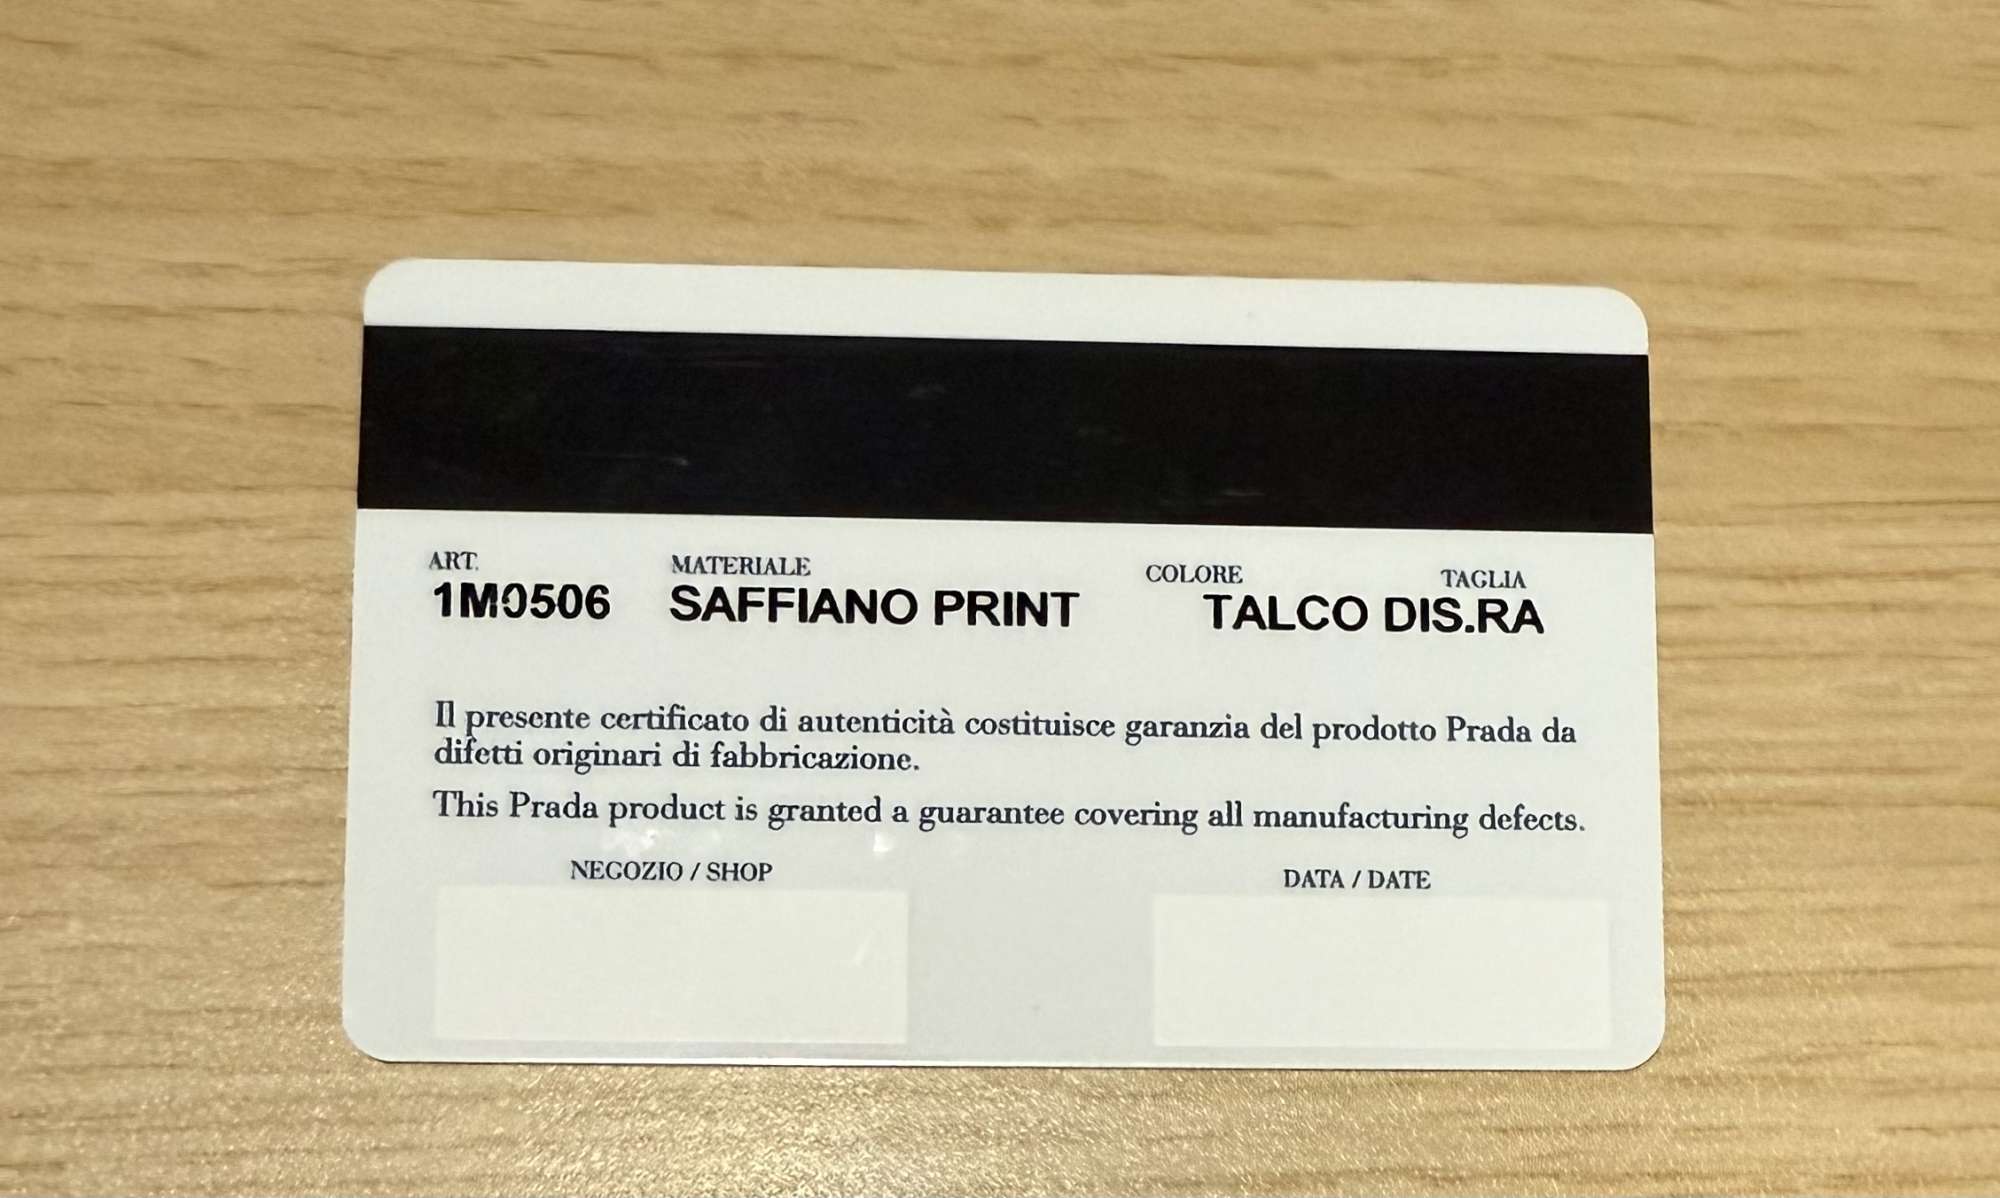 ART. MATERIALE COLORE TAGLIA
1M0506 SAFFIANO PRINT TALCO DIS.RA
Il presente certificato di autenticità costituisce garanzia del prodotto Prada da
difetti originari di fabbricazione.
This Prada product is granted a guarantee covering all manufacturing defects.
NEGOZIO / SHOP DATA / DATE